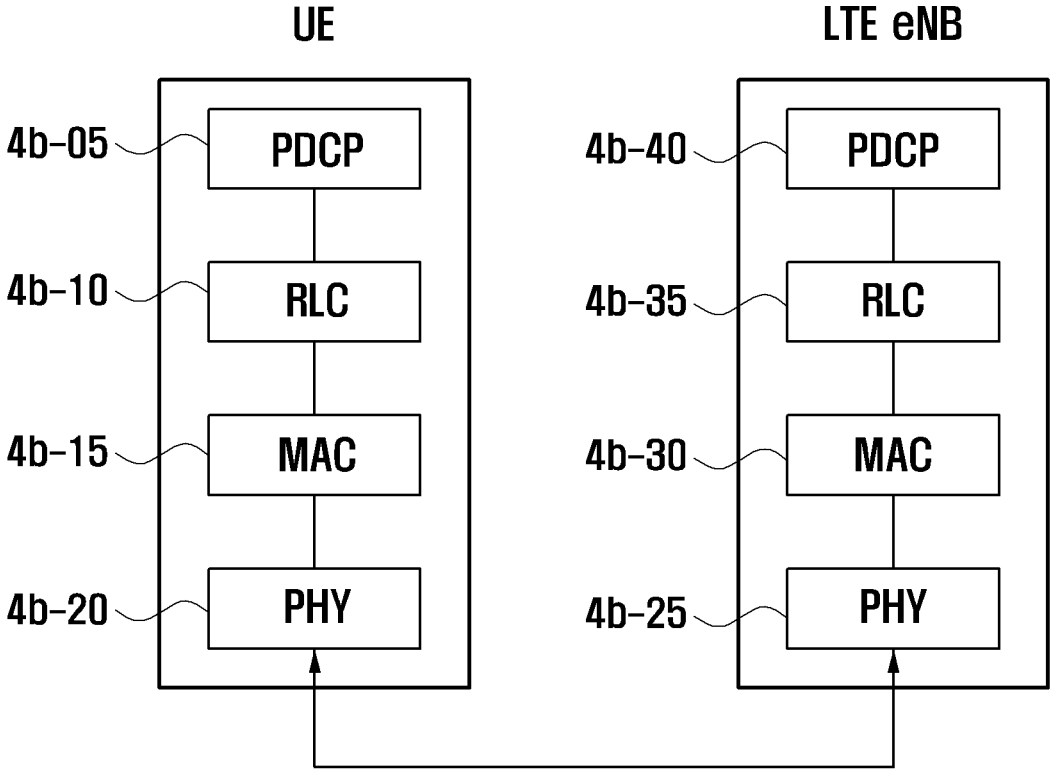 UE
LTE eNB
4b-05
PDCP
4b-40
PDCP
4b-10
RLC
4b-35
RLC
4b-15
MAC
4b-30
MAC
4b-20
PHY
4b-25
PHY